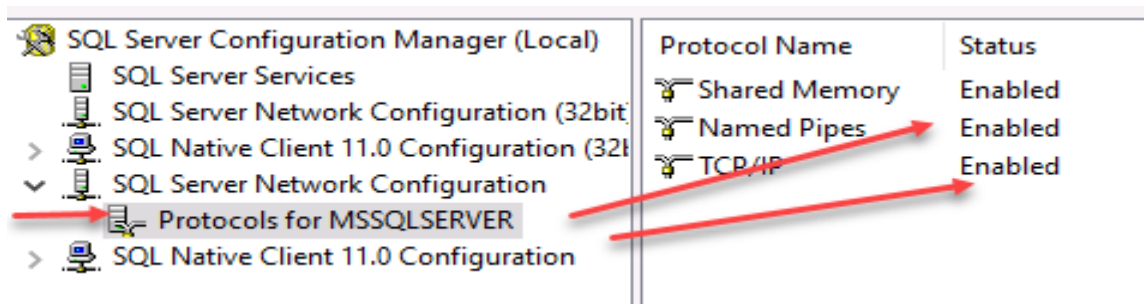 SQL Server Configuration Manager (Local)
SQL Server Services
SQL Server Network Configuration (32bit
SQL Native Client 11.0 Configuration (32
SQL Server Network Configuration
Protocols for MSSQLSERVER
SQL Native Client 11.0 Configuration
Protocol Name Status
Shared Memory Enabled
Named Pipes Enabled
TCP/IP Enabled